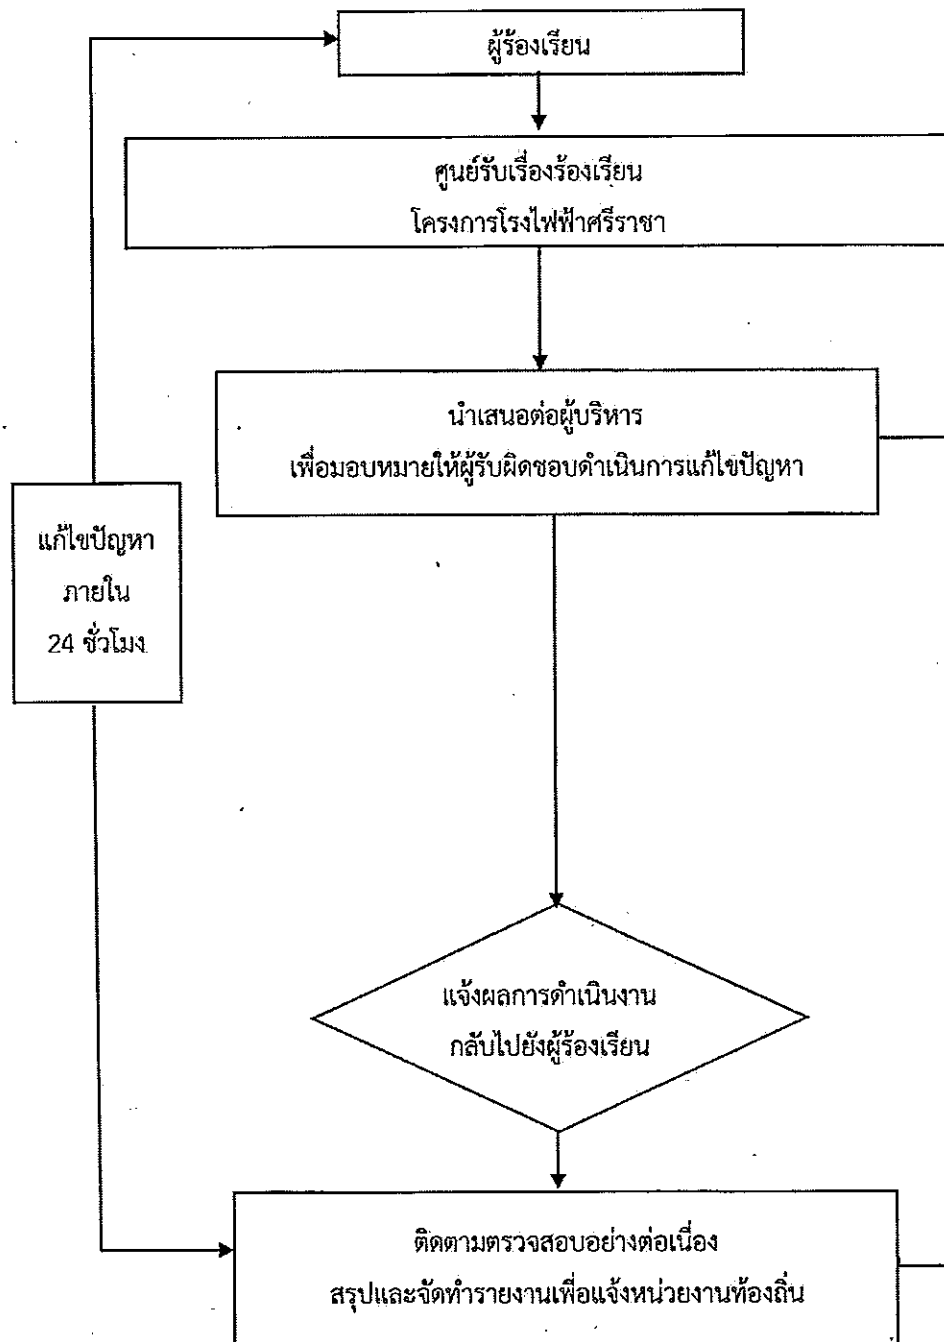 ผู้ร้องเรียน
ศูนย์รับเรื่องร้องเรียน
โครงการโรงไฟฟ้าศรีราชา
นำเสนอต่อผู้บริหาร
เพื่อมอบหมายให้ผู้รับผิดชอบดำเนินการแก้ไขปัญหา
แก้ไขปัญหา
ภายใน
24 ชั่วโมง
แจ้งผลการดำเนินงาน
กลับไปยังผู้ร้องเรียน
ติดตามตรวจสอบอย่างต่อเนื่อง
สรุปและจัดทำรายงานเพื่อแจ้งหน่วยงานท้องถิ่น